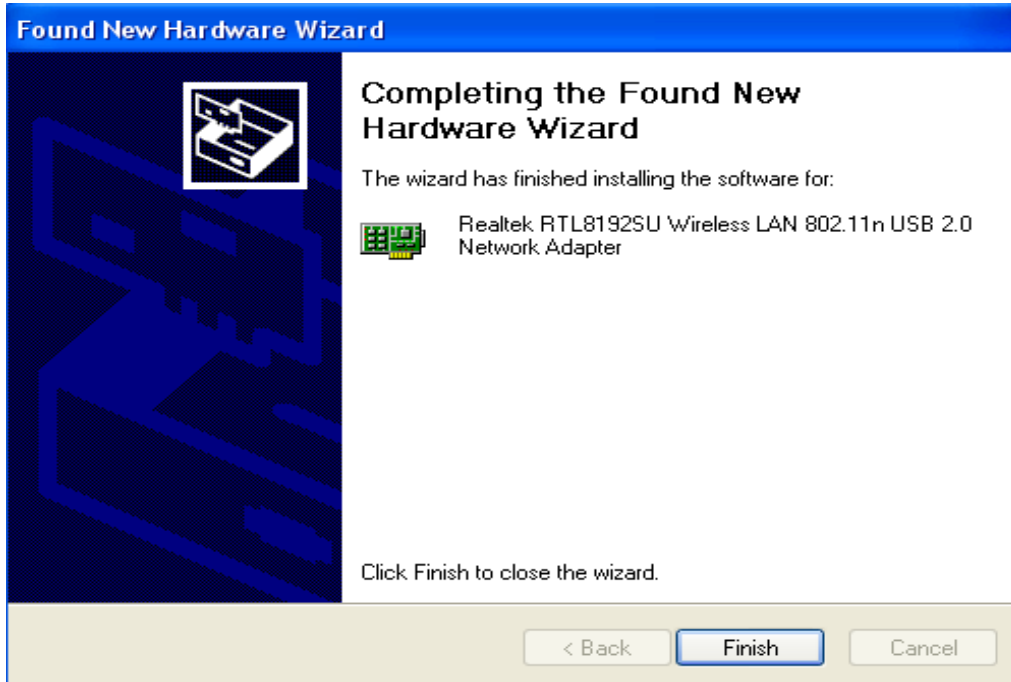 Found New Hardware Wizard
Completing the Found New
Hardware Wizard
The wizard has finished installing the software for:
Realtek RTL8192SU Wireless LAN 802.11n USB 2.0
Network Adapter
Click Finish to close the wizard.
< Back
Finish
Cancel